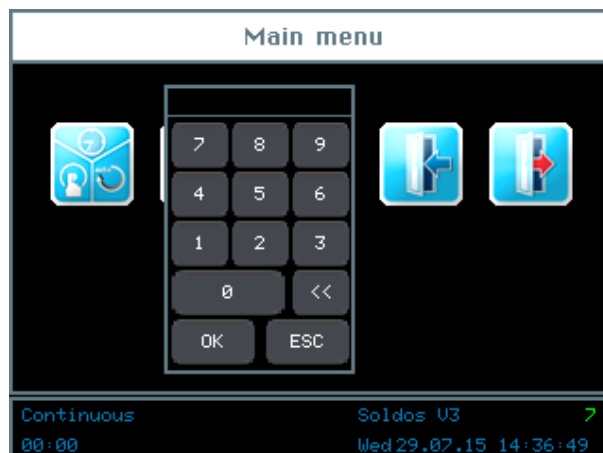 Main menu
7 8 9
4 5 6
1 2 3
0 <<
OK ESC
Continuous Soldos V3 7
00:00 Wed 29.07.15 14:36:49